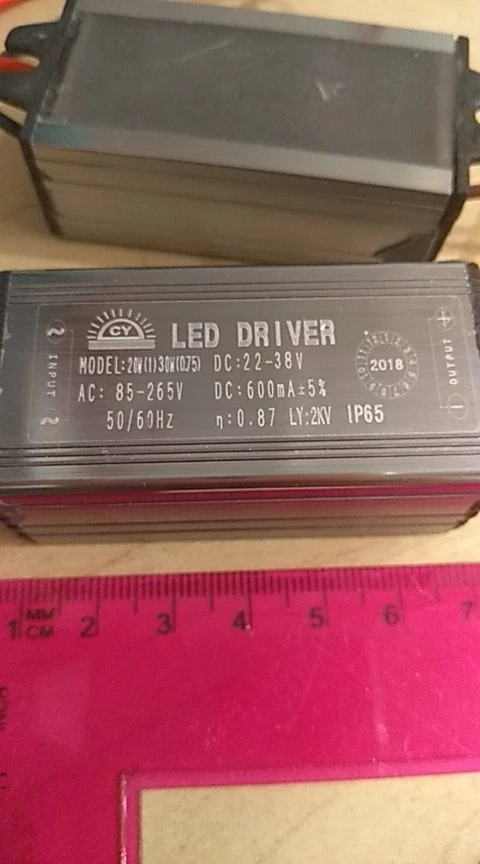 CY LED DRIVER
MODEL:20W(1)30W(0.75) DC:22-38V
AC: 85-265V DC:600mA±5%
50/60Hz η:0.87 LY:2KV IP65
INPUT
2018
OUTPUT
+
-
1 2 3 4 5 6 7
MM
CM